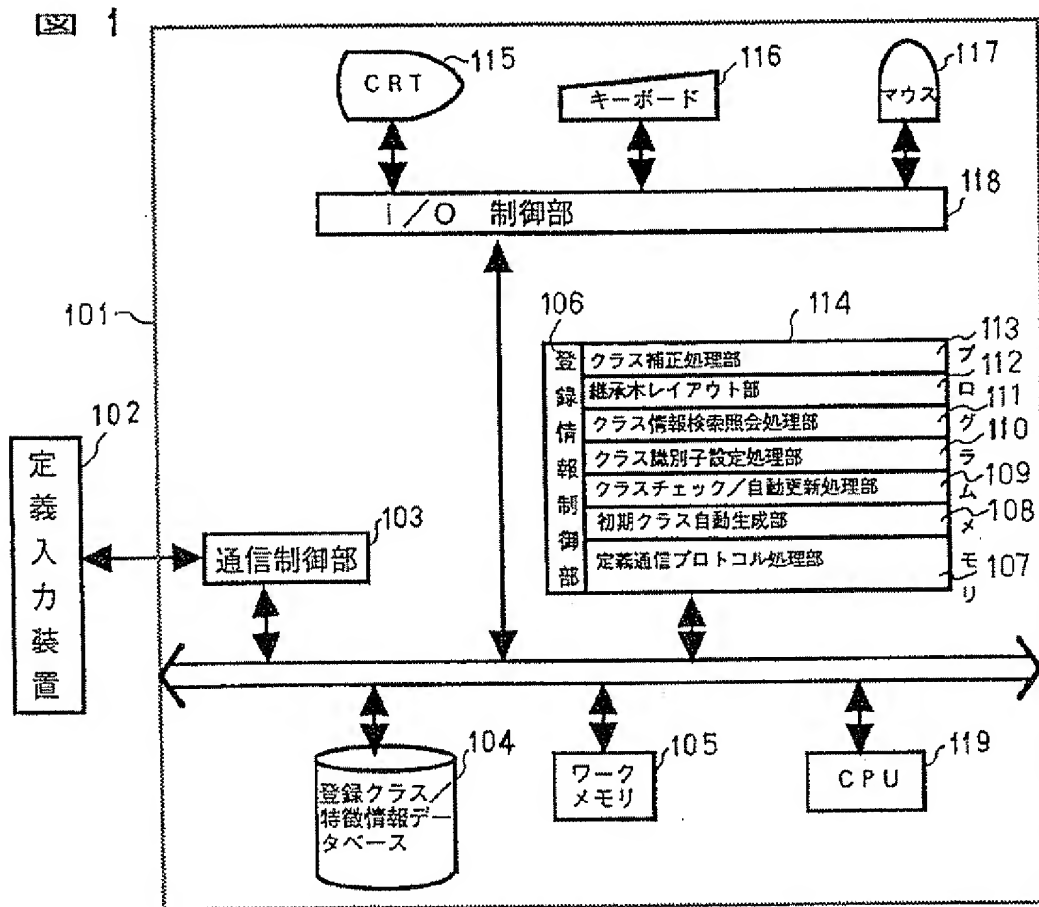 図 1
115
CRT
116
キーボード
117
マウス
118
I/O 制御部
101
106
114
113
登録情報制御部
クラス補正処理部
プログラムメモリ
112
継承木レイアウト部
111
クラス情報検索照会処理部
110
クラス識別子設定処理部
109
クラスチェック/自動更新処理部
108
初期クラス自動生成部
107
定義通信プロトコル処理部
102
定義入力装置
103
通信制御部
104
登録クラス/
特徴情報デー
タベース
105
ワーク
メモリ
119
CPU